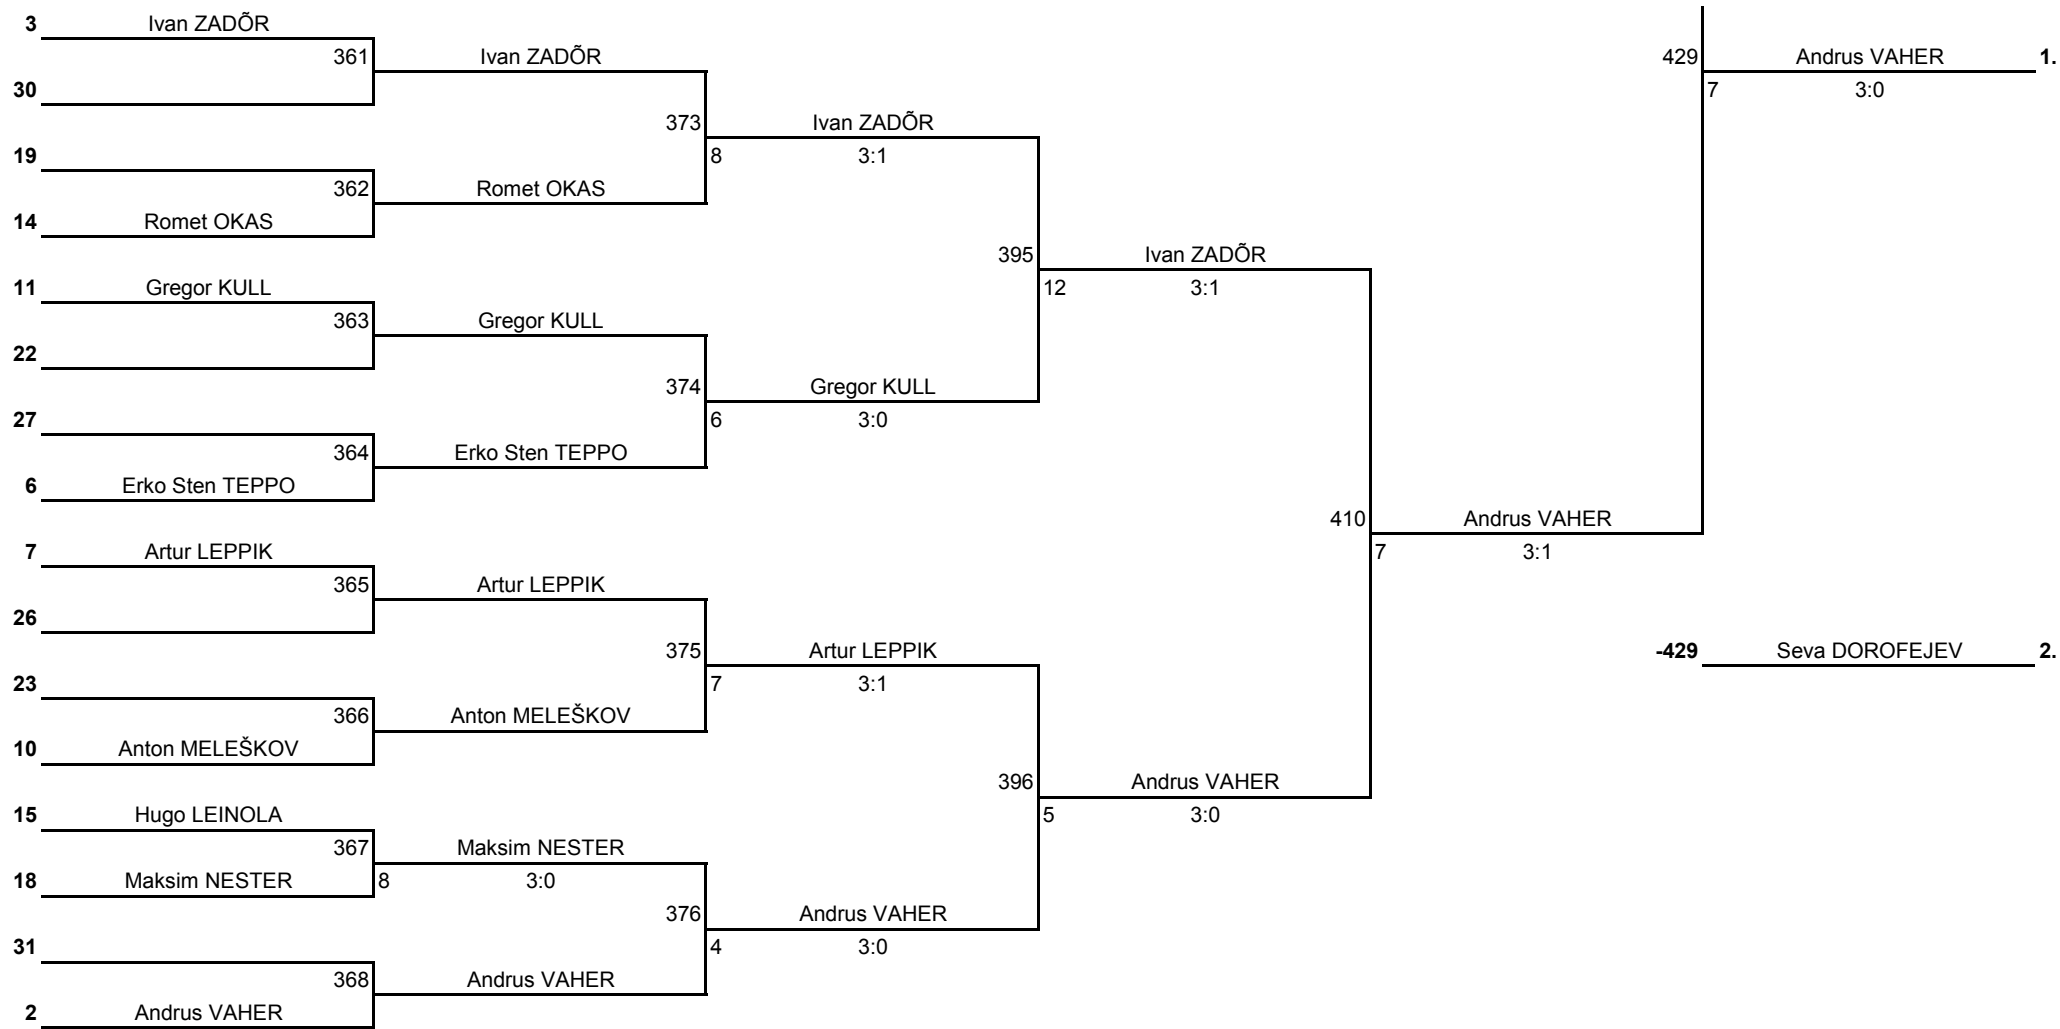 3 Ivan ZADÕR
361 Ivan ZADÕR 429 Andrus VAHER 1.
30 7 3:0
373 Ivan ZADÕR
19 8 3:1
362 Romet OKAS
14 Romet OKAS
395 Ivan ZADÕR
11 Gregor KULL 12 3:1
363 Gregor KULL
22
374 Gregor KULL
27 6 3:0
364 Erko Sten TEPPO
6 Erko Sten TEPPO
410 Andrus VAHER
7 Artur LEPPIK 7 3:1
365 Artur LEPPIK
26
375 Artur LEPPIK -429 Seva DOROFEJEV 2.
23 7 3:1
366 Anton MELEŠKOV
10 Anton MELEŠKOV
396 Andrus VAHER
15 Hugo LEINOLA 5 3:0
367 Maksim NESTER
18 Maksim NESTER 8 3:0
376 Andrus VAHER
31 4 3:0
368 Andrus VAHER
2 Andrus VAHER